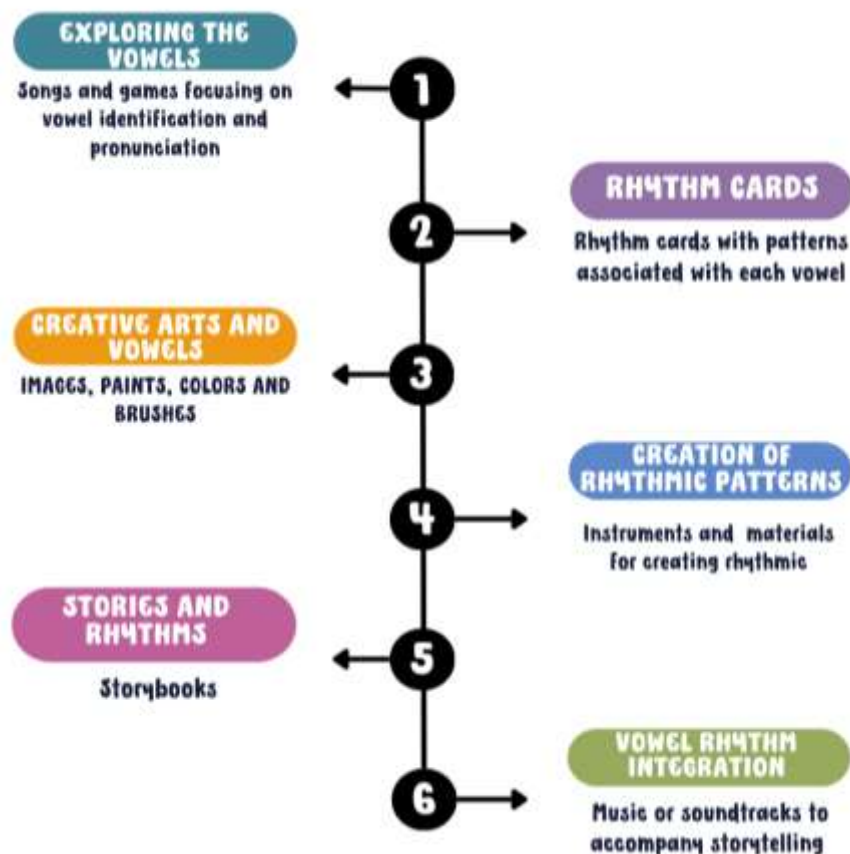 EXPLORING THE
VOWELS
Songs and games focusing on
vowel identification and
pronunciation
1
RHYTHM CARDS
2
Rhythm cards with patterns
associated with each vowel
CREATIVE ARTS AND
VOWELS
3
IMAGES, PAINTS, COLORS AND
BRUSHES
CREATION OF
RHYTHMIC PATTERNS
4
Instruments and materials
for creating rhythmic
STORIES AND
RHYTHMS
5
Storybooks
VOWEL RHYTHM
INTEGRATION
6
Music or soundtracks to
accompany storytelling